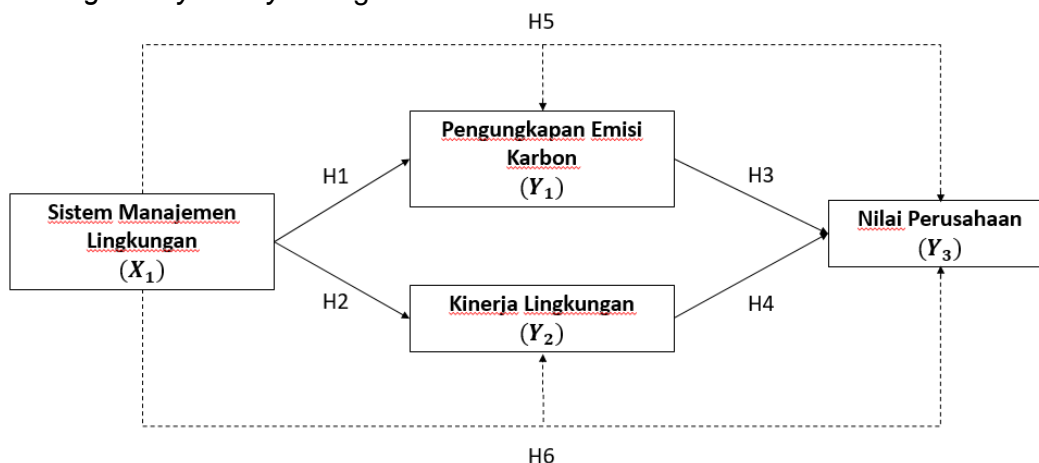 H5
Pengungkapan Emisi
Karbon
(Y₁)
H1
H3
Sistem Manajemen
Lingkungan
(X₁)
Nilai Perusahaan
(Y₃)
H2
Kinerja Lingkungan
(Y₂)
H4
H6